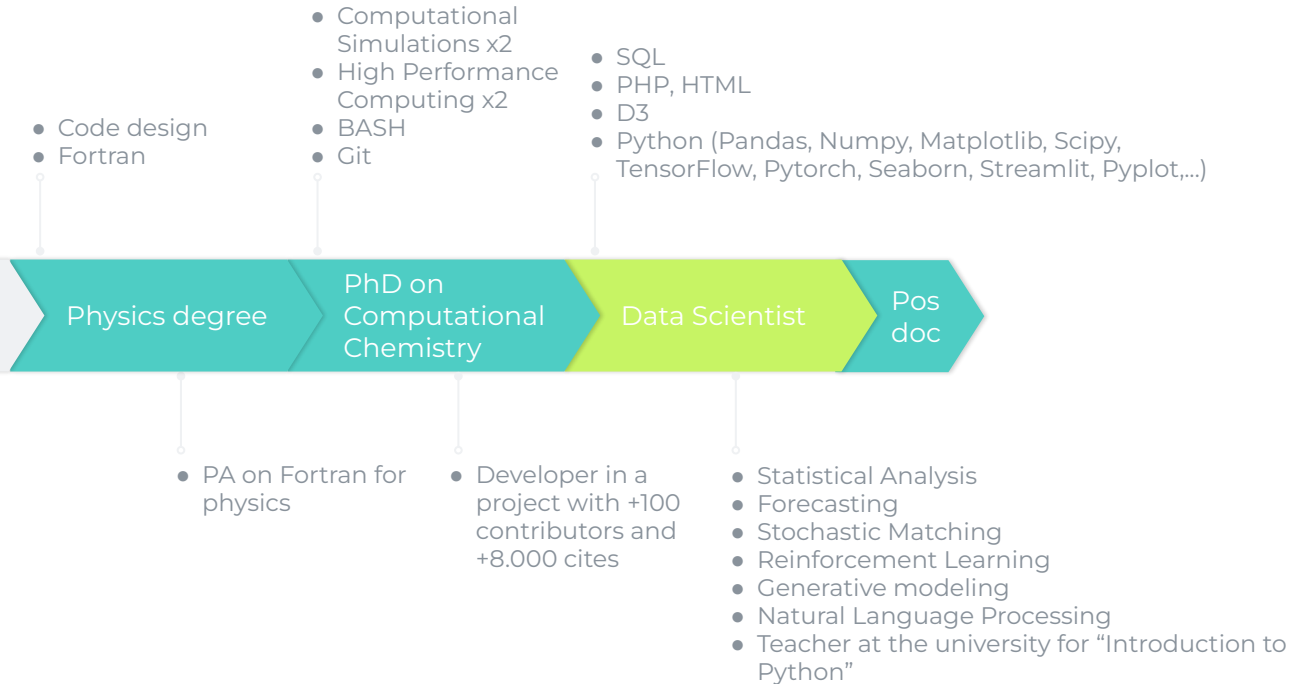 ● Computational
Simulations x2
● High Performance
Computing x2
● BASH
● Git
● Code design
● Fortran
● SQL
● PHP, HTML
● D3
● Python (Pandas, Numpy, Matplotlib, Scipy,
TensorFlow, Pytorch, Seaborn, Streamlit, Pyplot,...)
Physics degree
PhD on
Computational
Chemistry
Data Scientist
Pos
doc
● PA on Fortran for
physics
● Developer in a
project with +100
contributors and
+8.000 cites
● Statistical Analysis
● Forecasting
● Stochastic Matching
● Reinforcement Learning
● Generative modeling
● Natural Language Processing
● Teacher at the university for “Introduction to
Python”